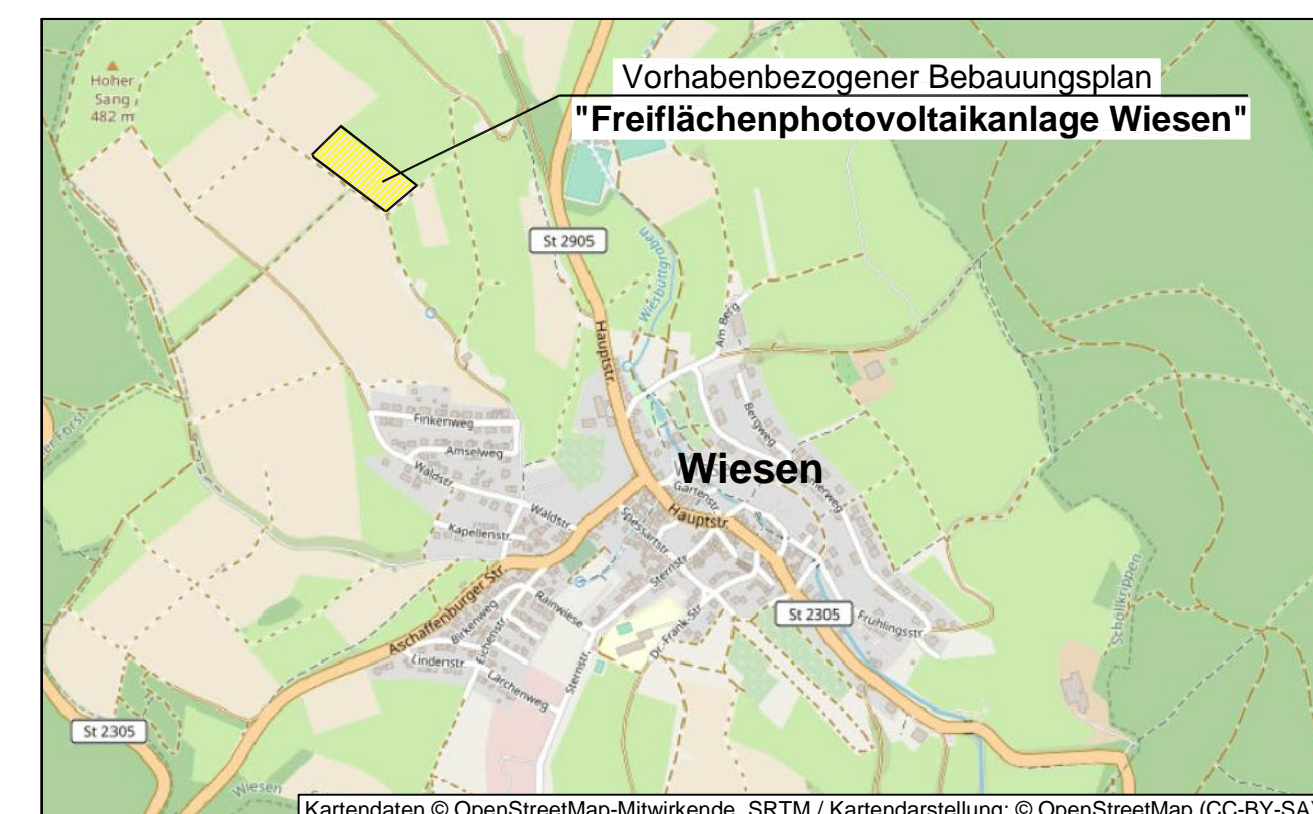 Vorhabenbezogener Bebauungsplan
"Freiflächenphotovoltaikanlage Wiesen"
Hoher
Sang
482 m
St 2905
Wiesbüttgraben
Hauptstr.
Am Berg
Bergweg
Finkenweg
Amselweg
Waldstr.
Waldstr.
Kapellenstr.
Wiesen
Gartenstr.
Hauptstr.
Spessartstr.
Sternstr.
Aschaffenburger Str
Rainwiese
Birkenweg
Eichenstr.
Lindenstr.
Lärchenweg
Sternstr.
Dr.-Frank-Str.
St 2305
Frühlingsstr.
Schöllkrippen
St 2305
Wiesen
Kartendaten © OpenStreetMap-Mitwirkende, SRTM / Kartendarstellung: © OpenStreetMap (CC-BY-SA)